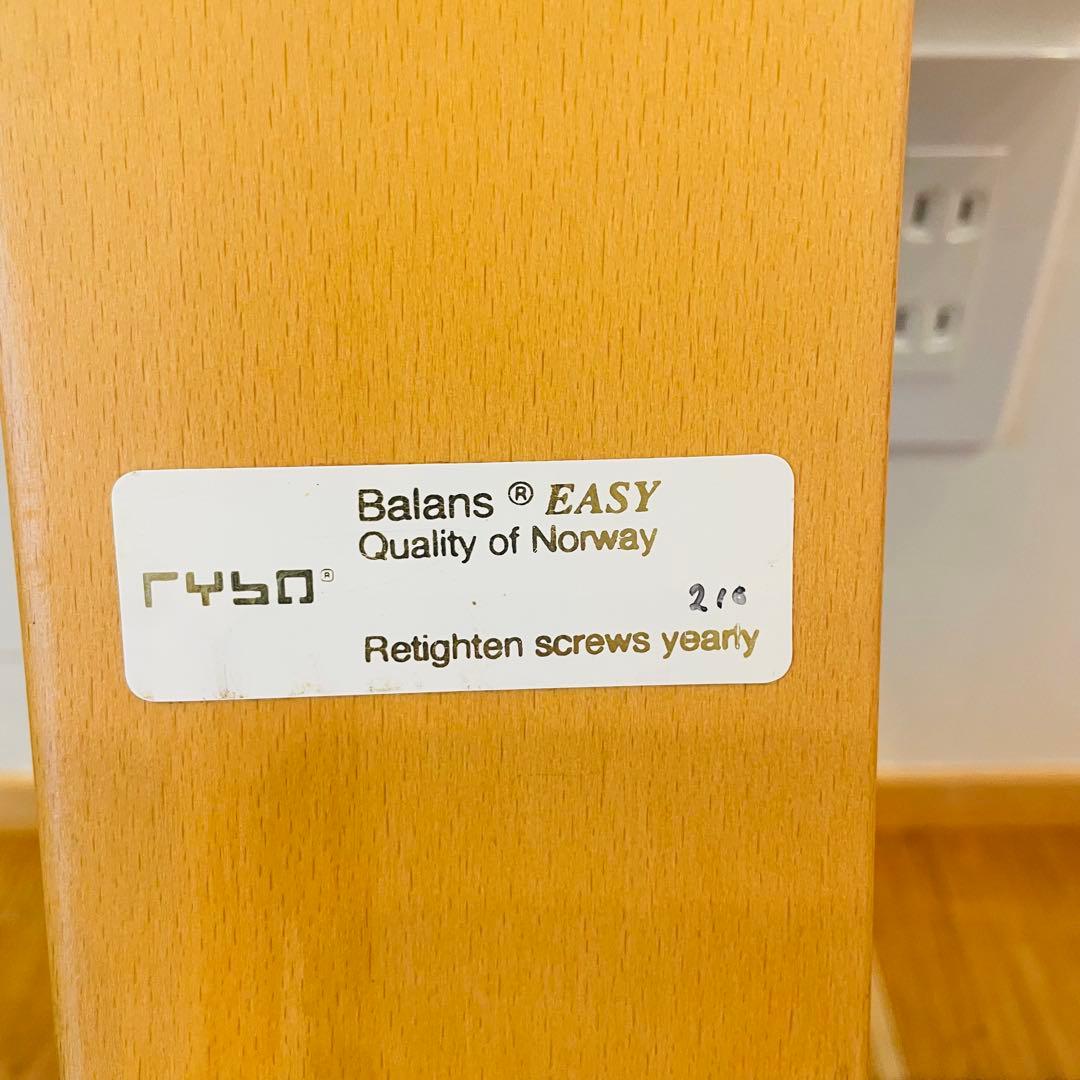 Balans ® EASY
Quality of Norway
rybo®
210
Retighten screws yearly